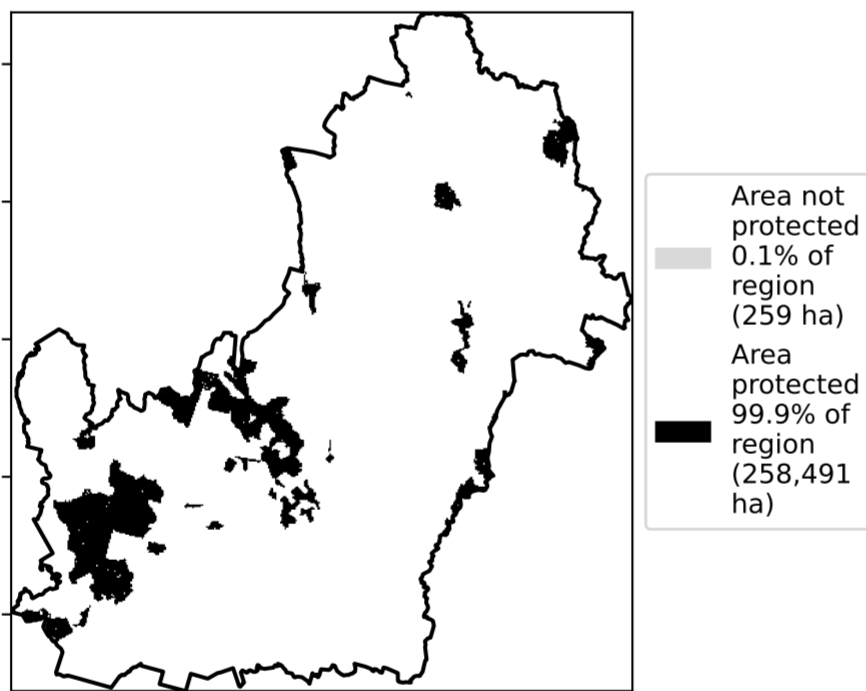 Area not
protected
0.1% of
region
(259 ha)
Area
protected
99.9% of
region
(258,491
ha)